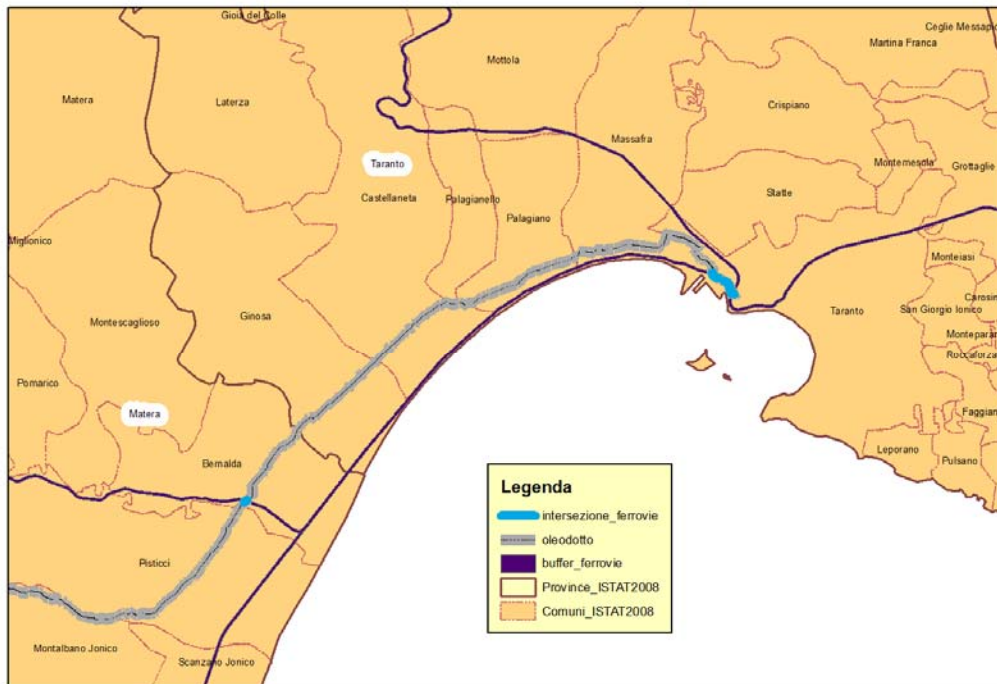 Gioia del Colle
Ceglie Messapic
Martina Franca
Mottola
Matera
Laterza
Crispiano
Massafra
Taranto
Montemesola
Grottaglie
Castellaneta
Palagianello
Statte
Palagiano
Miglionico
Monteiasi
Carosin
Montescaglioso
Ginosa
Taranto
San Giorgio Ionico
Monteparan
Roccaforza
Pomarico
Matera
Faggian
Leporano
Pulsano
Bernalda
Pisticci
Montalbano Jonico
Scanzano Jonico
Legenda
intersezione_ferrovie
oleodotto
buffer_ferrovie
Province_ISTAT2008
Comuni_ISTAT2008